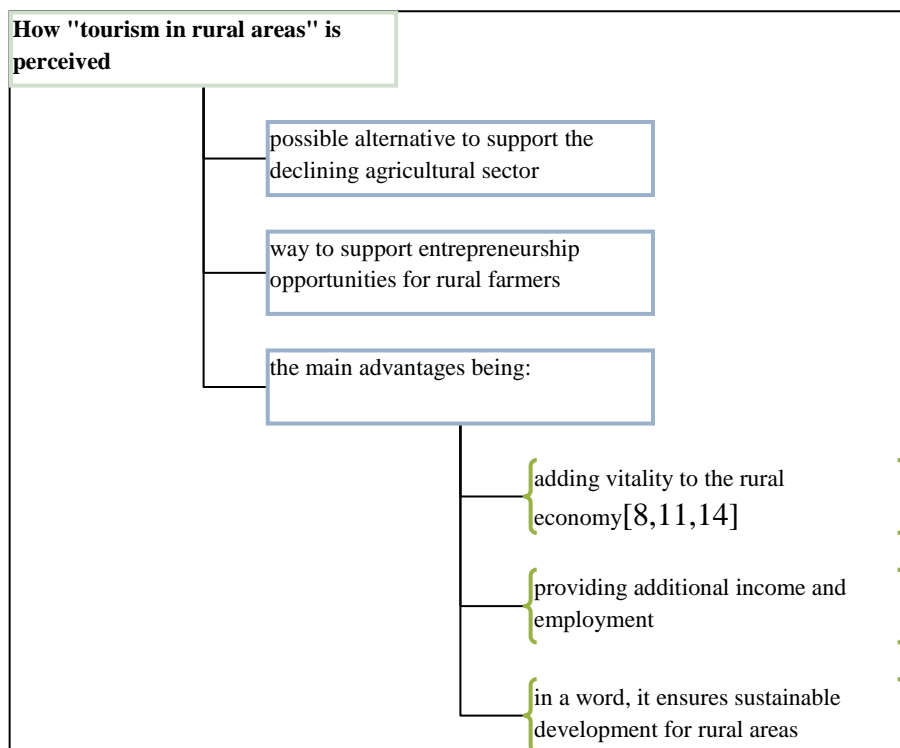 How "tourism in rural areas" is
perceived
possible alternative to support the
declining agricultural sector
way to support entrepreneurship
opportunities for rural farmers
the main advantages being:
adding vitality to the rural
economy[8,11,14]
providing additional income and
employment
in a word, it ensures sustainable
development for rural areas